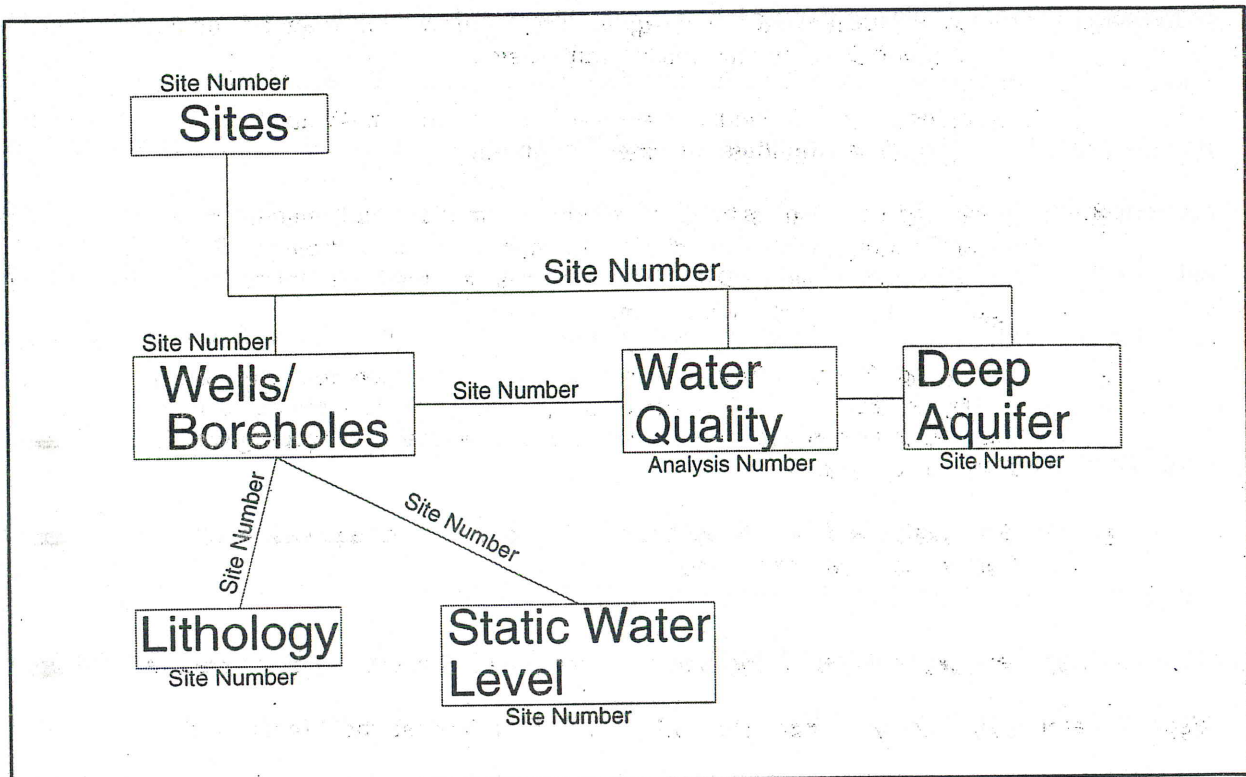 Site Number
Sites
Site Number
Site Number
Wells/
Boreholes
Site Number
Water
Quality
Analysis Number
Deep
Aquifer
Site Number
Site Number
Site Number
Lithology
Site Number
Static Water
Level
Site Number